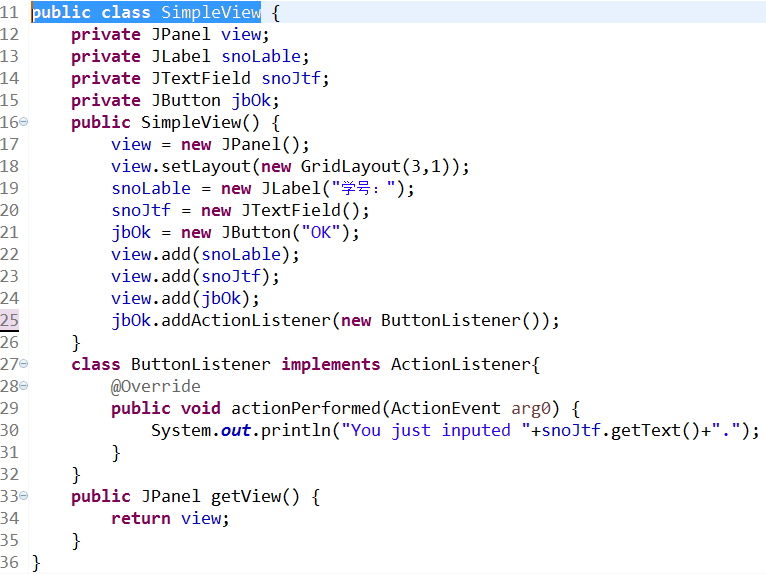 11 public class SimpleView {
12 private JPanel view;
13 private JLabel snoLable;
14 private JTextField snoJtf;
15 private JButton jbOk;
16 public SimpleView() {
17 view = new JPanel();
18 view.setLayout(new GridLayout(3,1));
19 snoLable = new JLabel("学号：");
20 snoJtf = new JTextField();
21 jbOk = new JButton("OK");
22 view.add(snoLable);
23 view.add(snoJtf);
24 view.add(jbOk);
25 jbOk.addActionListener(new ButtonListener());
26 }
27 class ButtonListener implements ActionListener{
28 @Override
29 public void actionPerformed(ActionEvent arg0) {
30 System.out.println("You just inputed "+snoJtf.getText()+".");
31 }
32 }
33 public JPanel getView() {
34 return view;
35 }
36 }